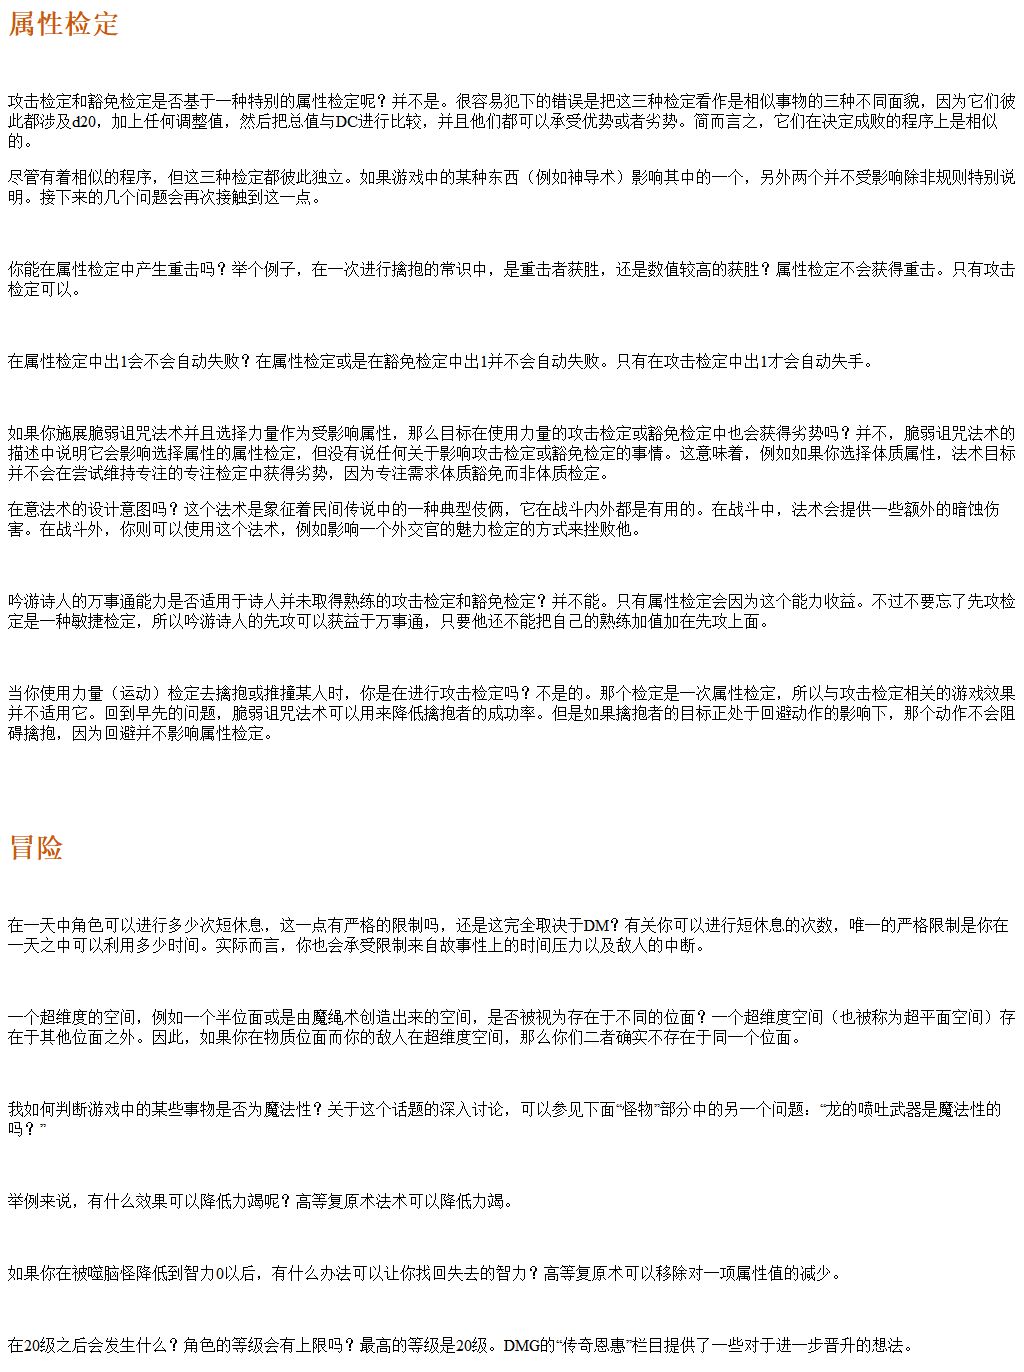 属性检定
攻击检定和豁免检定是否基于一种特别的属性检定呢？并不是。很容易犯下的错误是把这三种检定看作是相似事物的三种不同面貌，因为它们彼
此都涉及d20，加上任何调整值，然后把总值与DC进行比较，并且他们都可以承受优势或者劣势。简而言之，它们在决定成败的程序上是相似
的。
尽管有着相似的程序，但这三种检定都彼此独立。如果游戏中的某种东西（例如神导术）影响其中的一个，另外两个并不受影响除非规则特别说
明。接下来的几个问题会再次接触到这一点。
你能在属性检定中产生重击吗？举个例子，在一次进行擒抱的常识中，是重击者获胜，还是数值较高的获胜？属性检定不会获得重击。只有攻击
检定可以。
在属性检定中出1会不会自动失败？在属性检定或是在豁免检定中出1并不会自动失败。只有在攻击检定中出1才会自动失手。
如果你施展脆弱诅咒法术并且选择力量作为受影响属性，那么目标在使用力量的攻击检定或豁免检定中也会获得劣势吗？并不，脆弱诅咒法术的
描述中说明它会影响选择属性的属性检定，但没有说任何关于影响攻击检定或豁免检定的事情。这意味着，例如如果你选择体质属性，法术目标
并不会在尝试维持专注的专注检定中获得劣势，因为专注需求体质豁免而非体质检定。
在意法术的设计意图吗？这个法术是象征着民间传说中的一种典型伎俩，它在战斗内外都是有用的。在战斗中，法术会提供一些额外的暗蚀伤
害。在战斗外，你则可以使用这个法术，例如影响一个外交官的魅力检定的方式来挫败他。
吟游诗人的万事通能力是否适用于诗人并未取得熟练的攻击检定和豁免检定？并不能。只有属性检定会因为这个能力收益。不过不要忘了先攻检
定是一种敏捷检定，所以吟游诗人的先攻可以获益于万事通，只要他还不能把自己的熟练加值加在先攻上面。
当你使用力量（运动）检定去擒抱或推撞某人时，你是在进行攻击检定吗？不是的。那个检定是一次属性检定，所以与攻击检定相关的游戏效果
并不适用它。回到早先的问题，脆弱诅咒法术可以用来降低擒抱者的成功率。但是如果擒抱者的目标正处于回避动作的影响下，那个动作不会阻
碍擒抱，因为回避并不影响属性检定。
冒险
在一天中角色可以进行多少次短休息，这一点有严格的限制吗，还是这完全取决于DM？有关你可以进行短休息的次数，唯一的严格限制是你在
一天之中可以利用多少时间。实际而言，你也会承受限制来自故事性上的时间压力以及敌人的中断。
一个超维度的空间，例如一个半位面或是由魔绳术创造出来的空间，是否被视为存在于不同的位面？一个超维度空间（也被称为超平面空间）存
在于其他位面之外。因此，如果你在物质位面而你的敌人在超维度空间，那么你们二者确实不存在于同一个位面。
我如何判断游戏中的某些事物是否为魔法性？关于这个话题的深入讨论，可以参见下面“怪物”部分中的另一个问题：“龙的喷吐武器是魔法性的
吗？”
举例来说，有什么效果可以降低力竭呢？高等复原术法术可以降低力竭。
如果你在被噬脑怪降低到智力0以后，有什么办法可以让你找回失去的智力？高等复原术可以移除对一项属性值的减少。
在20级之后会发生什么？角色的等级会有上限吗？最高的等级是20级。DMG的“传奇恩惠”栏目提供了一些对于进一步晋升的想法。